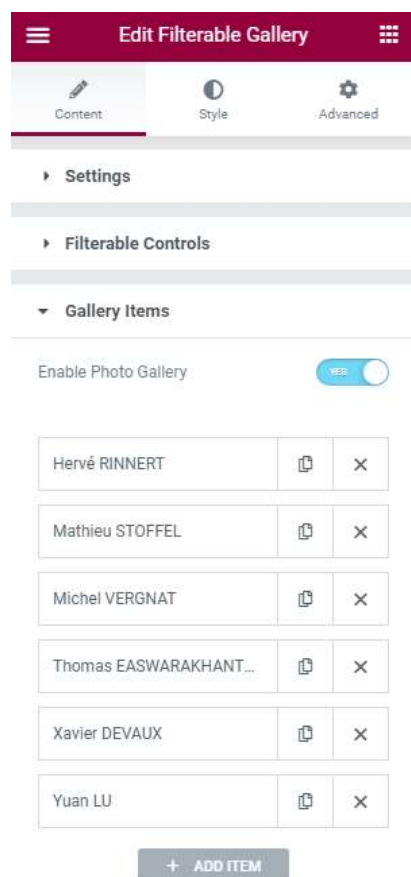 Edit Filterable Gallery
Content Style Advanced
Settings
Filterable Controls
Gallery Items
Enable Photo Gallery YES
Hervé RINNERT
Mathieu STOFFEL
Michel VERGNAT
Thomas EASWARAKHANT...
Xavier DEVAUX
Yuan LU
+ ADD ITEM